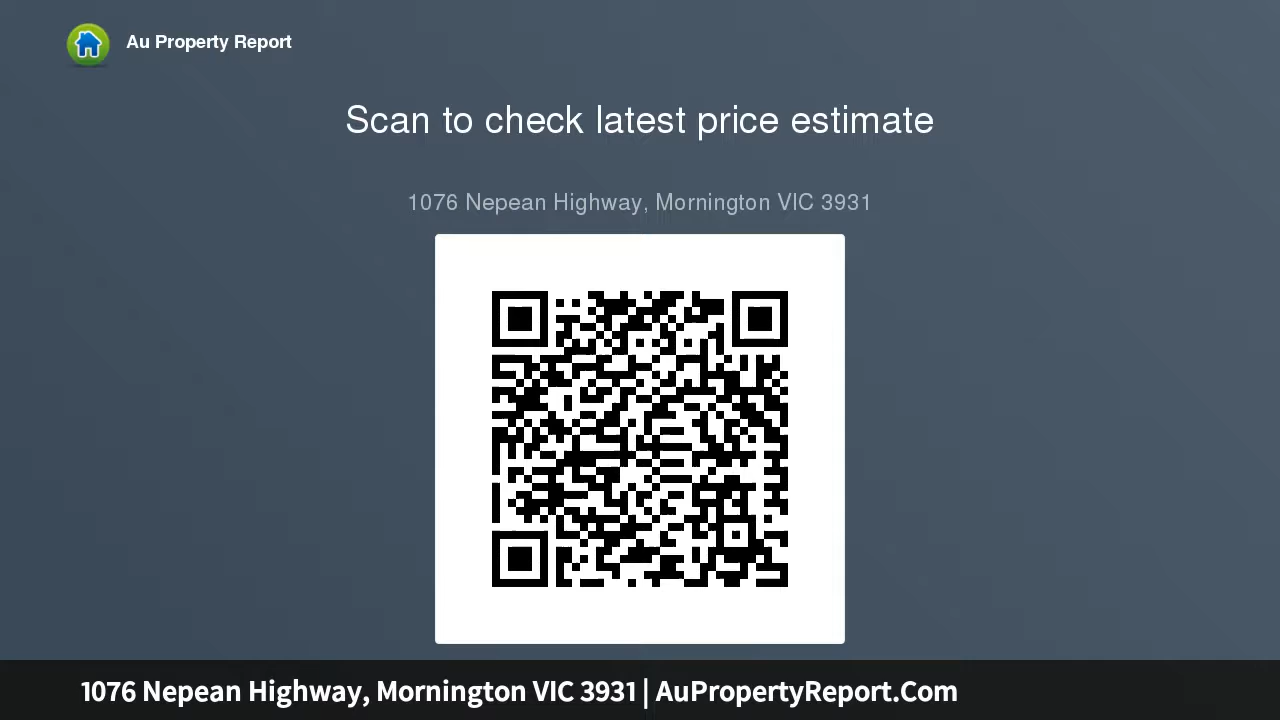 Au Property Report
Scan to check latest price estimate
1076 Nepean Highway, Mornington VIC 3931
1076 Nepean Highway, Mornington VIC 3931 | AuPropertyReport.Com